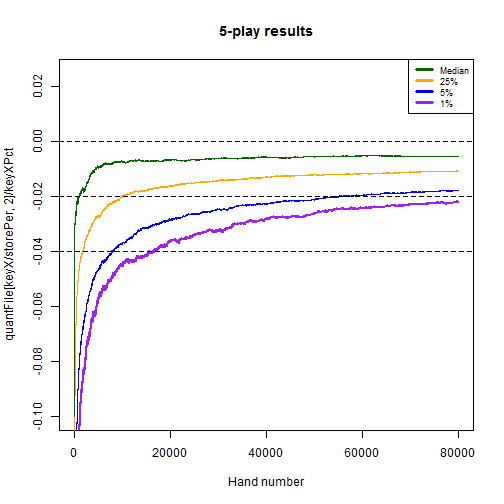 5-play results
quantFile[keyX/storePer, 2]/keyXPct
0.02
0.00
-0.02
-0.04
-0.06
-0.08
-0.10
Median
25%
5%
1%
0 20000 40000 60000 80000
Hand number